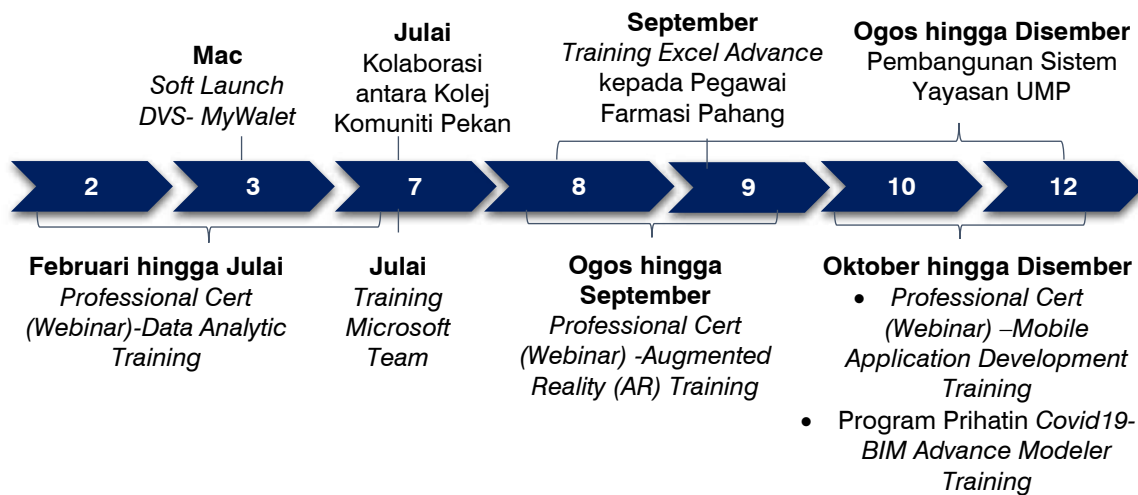 Mac
Soft Launch
DVS- MyWalet
Julai
Kolaborasi
antara Kolej
Komuniti Pekan
September
Training Excel Advance
kepada Pegawai
Farmasi Pahang
Ogos hingga Disember
Pembangunan Sistem
Yayasan UMP
2
3
7
8
9
10
12
Februari hingga Julai
Professional Cert
(Webinar)-Data Analytic
Training
Julai
Training
Microsoft
Team
Ogos hingga
September
Professional Cert
(Webinar) -Augmented
Reality (AR) Training
Oktober hingga Disember
• Professional Cert
(Webinar) –Mobile
Application Development
Training
• Program Prihatin Covid19-
BIM Advance Modeler
Training